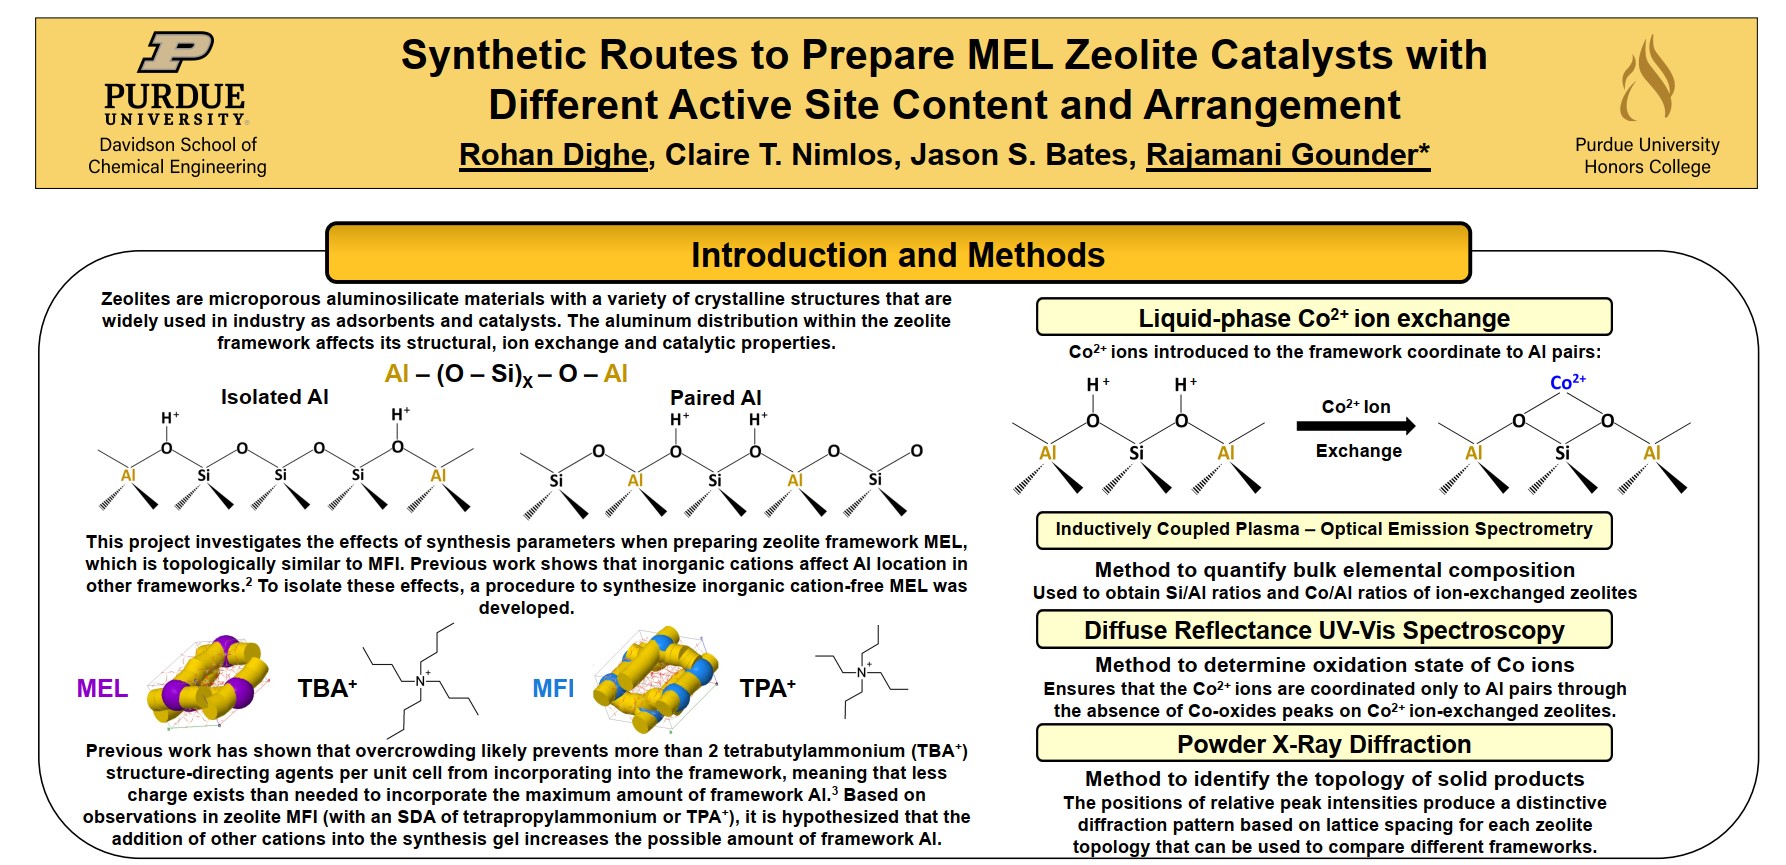 PURDUE
UNIVERSITY®
Davidson School of
Chemical Engineering
Synthetic Routes to Prepare MEL Zeolite Catalysts with
Different Active Site Content and Arrangement
Rohan Dighe, Claire T. Nimlos, Jason S. Bates, Rajamani Gounder*
Purdue University
Honors College
Introduction and Methods
Zeolites are microporous aluminosilicate materials with a variety of crystalline structures that are
widely used in industry as adsorbents and catalysts. The aluminum distribution within the zeolite
framework affects its structural, ion exchange and catalytic properties.
Al – (O – Si)X – O – Al
Isolated Al
H⁺ H⁺
O O O O
Al Si Si Si Al
Paired Al
H⁺ H⁺
O O O O O
Si Al Si Al Si
This project investigates the effects of synthesis parameters when preparing zeolite framework MEL,
which is topologically similar to MFI. Previous work shows that inorganic cations affect Al location in
other frameworks.² To isolate these effects, a procedure to synthesize inorganic cation-free MEL was
developed.
MEL TBA⁺ N⁺ MFI TPA⁺ N⁺
Previous work has shown that overcrowding likely prevents more than 2 tetrabutylammonium (TBA⁺)
structure-directing agents per unit cell from incorporating into the framework, meaning that less
charge exists than needed to incorporate the maximum amount of framework Al.³ Based on
observations in zeolite MFI (with an SDA of tetrapropylammonium or TPA⁺), it is hypothesized that the
addition of other cations into the synthesis gel increases the possible amount of framework Al.
Liquid-phase Co²⁺ ion exchange
Co²⁺ ions introduced to the framework coordinate to Al pairs:
H⁺ H⁺
O O
Al Si Al
Co²⁺ Ion
Exchange
Co²⁺
O O
Al Si Al
Inductively Coupled Plasma – Optical Emission Spectrometry
Method to quantify bulk elemental composition
Used to obtain Si/Al ratios and Co/Al ratios of ion-exchanged zeolites
Diffuse Reflectance UV-Vis Spectroscopy
Method to determine oxidation state of Co ions
Ensures that the Co²⁺ ions are coordinated only to Al pairs through
the absence of Co-oxides peaks on Co²⁺ ion-exchanged zeolites.
Powder X-Ray Diffraction
Method to identify the topology of solid products
The positions of relative peak intensities produce a distinctive
diffraction pattern based on lattice spacing for each zeolite
topology that can be used to compare different frameworks.